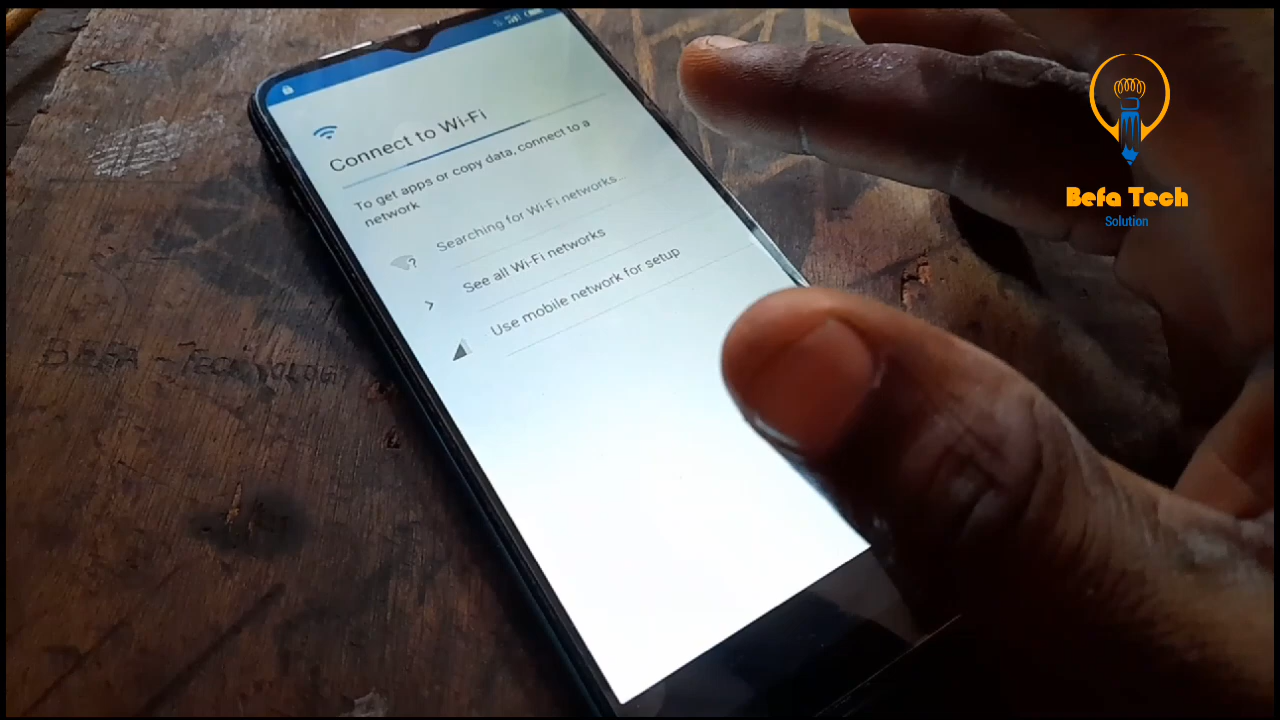 Connect to Wi-Fi
To get apps or copy data, connect to a
network
Searching for Wi-Fi networks...
See all Wi-Fi networks
Use mobile network for setup
Befa Tech
Solution